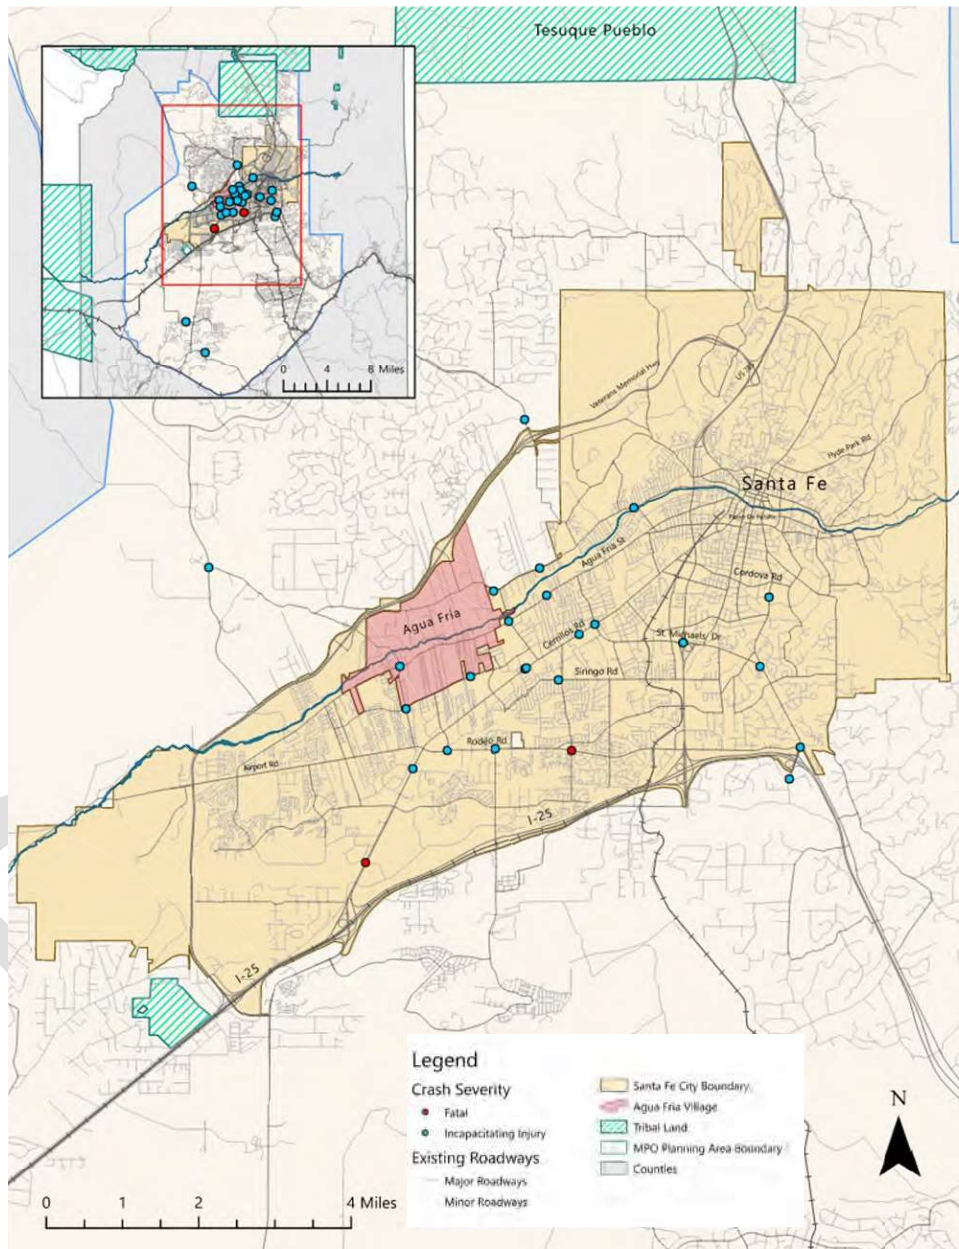 Tesuque Pueblo
0 4 8 Miles
Veterans Memorial Hwy
Hyde Park Rd
Santa Fe
Agua Fria St
Cordova Rd
Agua Fria
Cerrillos Rd
St. Michaels Dr
Siringo Rd
Rodeo Rd
Airport Rd
I-25
I-25
Legend
Crash Severity
Fatal
Incapacitating Injury
Existing Roadways
Major Roadways
Minor Roadways
Santa Fe City Boundary
Agua Fria Village
Tribal Land
MPO Planning Area Boundary
Counties
N
0 1 2 4 Miles